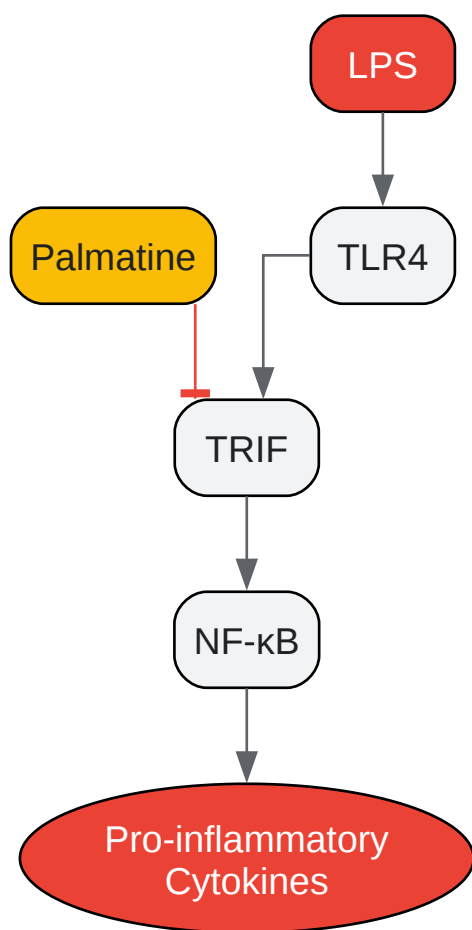 LPS
Palmatine
TLR4
TRIF
NF-κB
Pro-inflammatory
Cytokines